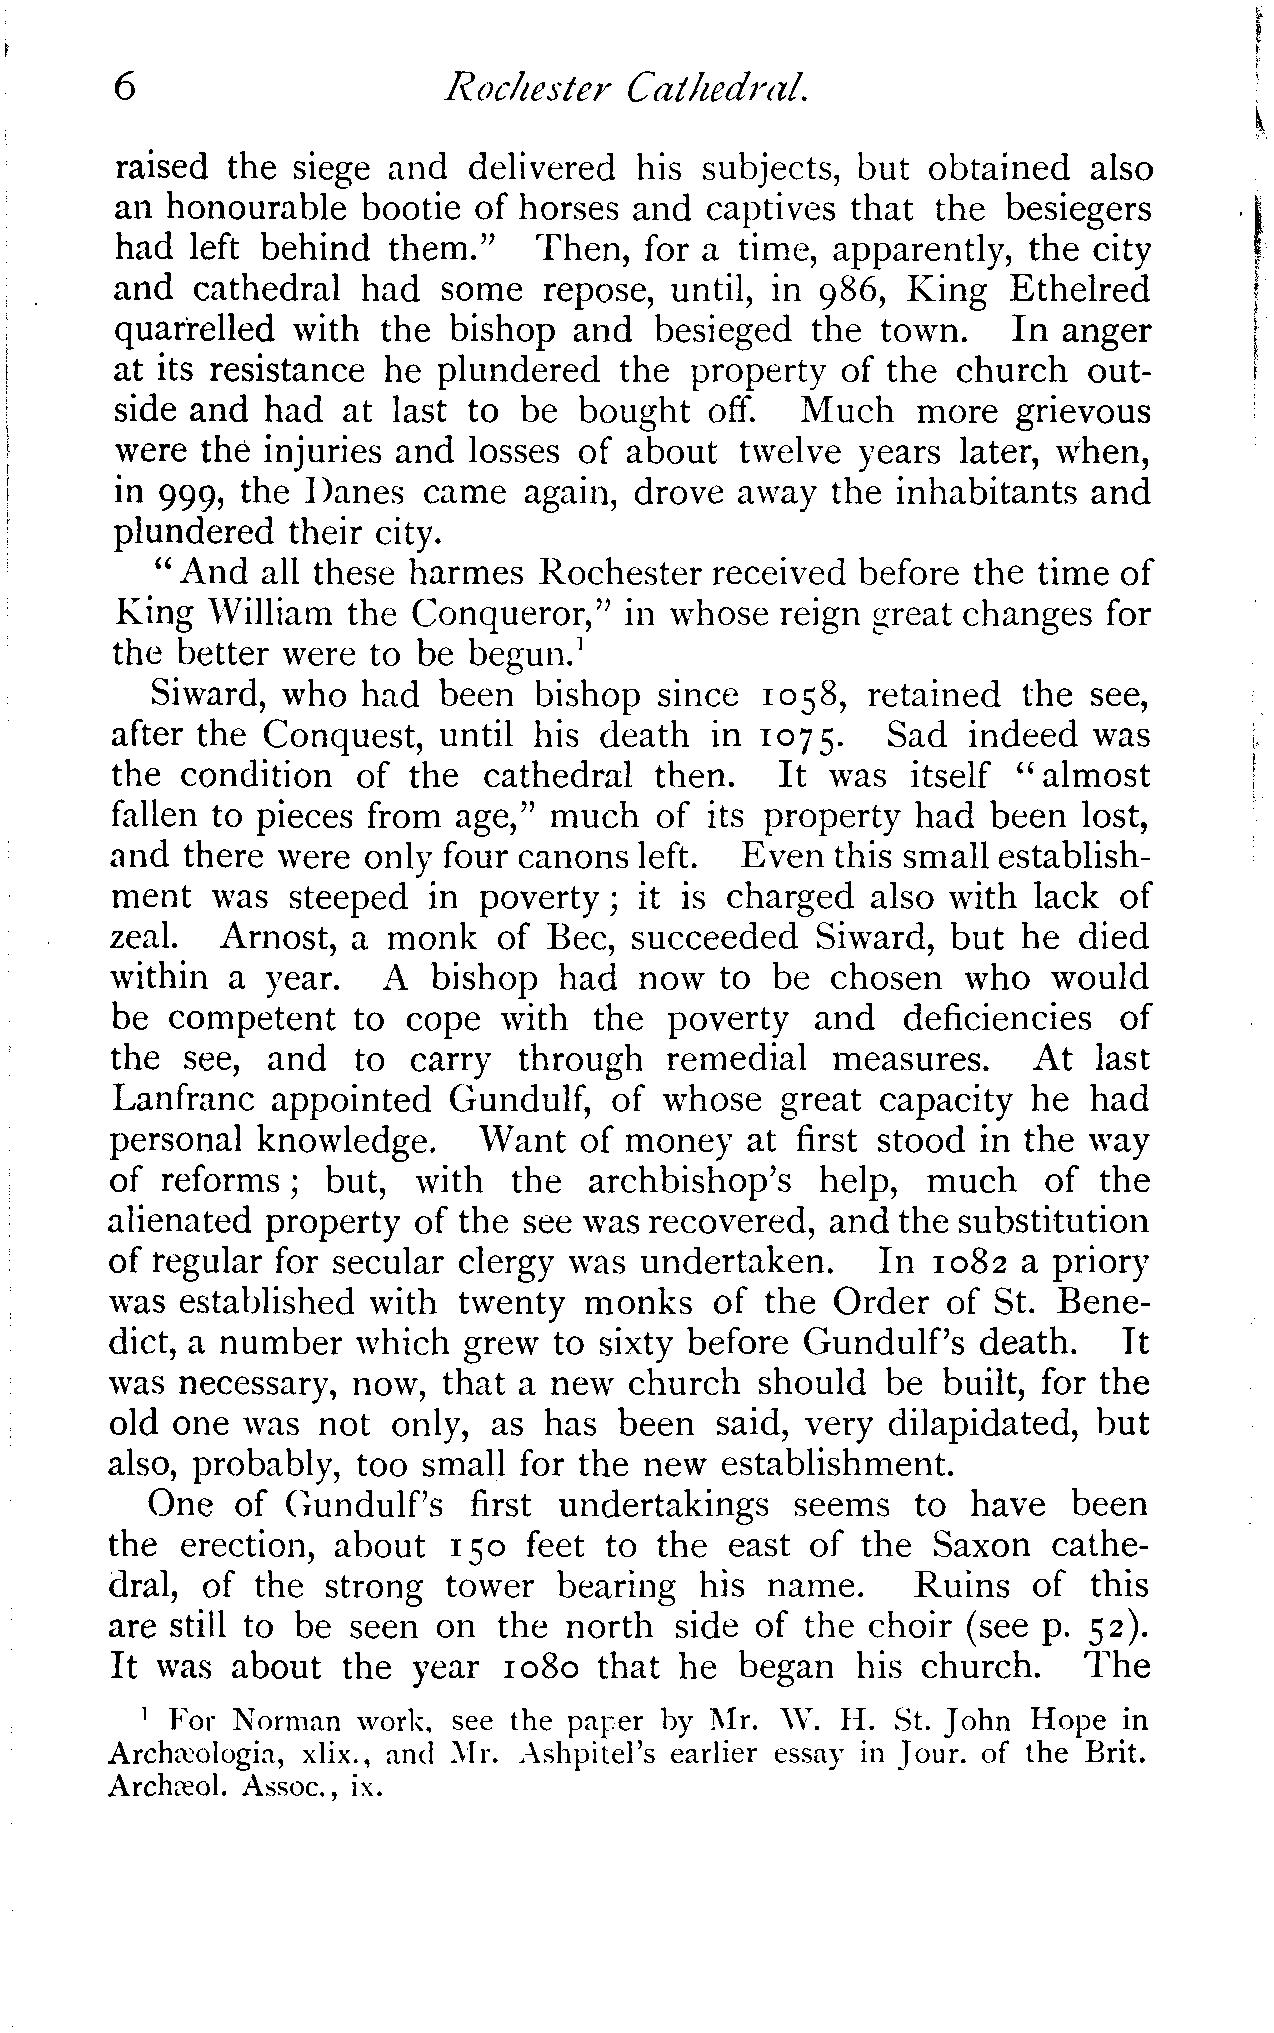 6 Rochester Cathedral.
raised the siege and delivered his subjects, but obtained also
an honourable bootie of horses and captives that the besiegers
had left behind them." Then, for a time, apparently, the city
and cathedral had some repose, until, in 986, King Ethelred
quarrelled with the bishop and besieged the town. In anger
at its resistance he plundered the property of the church out-
side and had at last to be bought off. Much more grievous
were the injuries and losses of about twelve years later, when,
in 999, the Danes came again, drove away the inhabitants and
plundered their city.
"And all these harmes Rochester received before the time of
King William the Conqueror," in whose reign great changes for
the better were to be begun.¹
Siward, who had been bishop since 1058, retained the see,
after the Conquest, until his death in 1075. Sad indeed was
the condition of the cathedral then. It was itself "almost
fallen to pieces from age," much of its property had been lost,
and there were only four canons left. Even this small establish-
ment was steeped in poverty; it is charged also with lack of
zeal. Arnost, a monk of Bec, succeeded Siward, but he died
within a year. A bishop had now to be chosen who would
be competent to cope with the poverty and deficiencies of
the see, and to carry through remedial measures. At last
Lanfranc appointed Gundulf, of whose great capacity he had
personal knowledge. Want of money at first stood in the way
of reforms; but, with the archbishop's help, much of the
alienated property of the see was recovered, and the substitution
of regular for secular clergy was undertaken. In 1082 a priory
was established with twenty monks of the Order of St. Bene-
dict, a number which grew to sixty before Gundulf's death. It
was necessary, now, that a new church should be built, for the
old one was not only, as has been said, very dilapidated, but
also, probably, too small for the new establishment.
One of Gundulf's first undertakings seems to have been
the erection, about 150 feet to the east of the Saxon cathe-
dral, of the strong tower bearing his name. Ruins of this
are still to be seen on the north side of the choir (see p. 52).
It was about the year 1080 that he began his church. The
¹ For Norman work, see the paper by Mr. W. H. St. John Hope in
Archæologia, xlix., and Mr. Ashpitel's earlier essay in Jour. of the Brit.
Archæol. Assoc., ix.